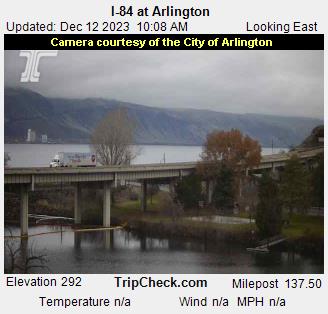 I-84 at Arlington
Updated: Dec 12 2023 10:08 AM Looking East
Camera courtesy of the City of Arlington
Elevation 292 TripCheck.com Milepost 137.50
Temperature n/a Wind n/a MPH n/a